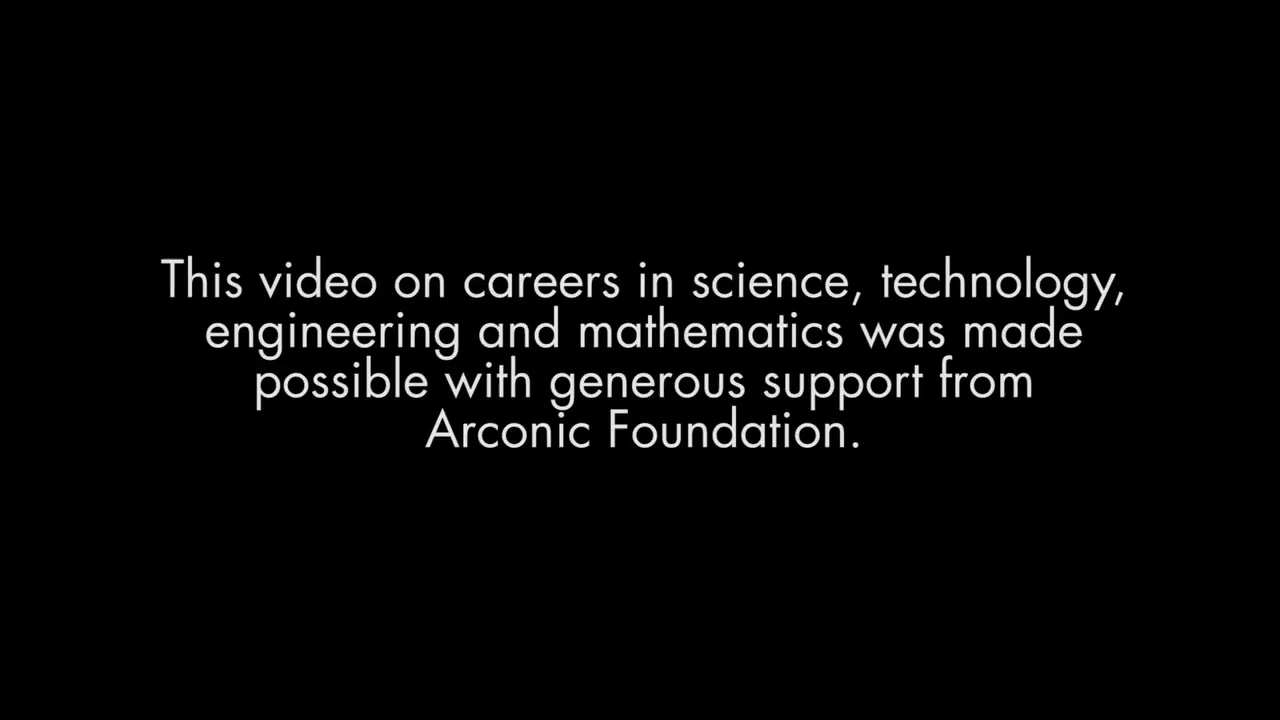 This video on careers in science, technology,
engineering and mathematics was made
possible with generous support from
Arconic Foundation.